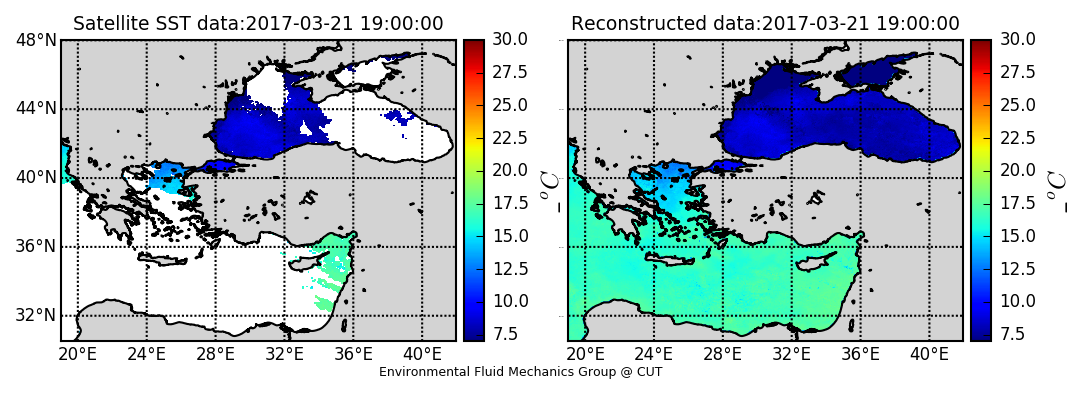 Satellite SST data:2017-03-21 19:00:00
48°N
44°N
40°N
36°N
32°N
20°E 24°E 28°E 32°E 36°E 40°E
30.0
27.5
25.0
22.5
20.0
17.5
15.0
12.5
10.0
7.5
_°C
Reconstructed data:2017-03-21 19:00:00
20°E 24°E 28°E 32°E 36°E 40°E
30.0
27.5
25.0
22.5
20.0
17.5
15.0
12.5
10.0
7.5
_°C
Environmental Fluid Mechanics Group @ CUT